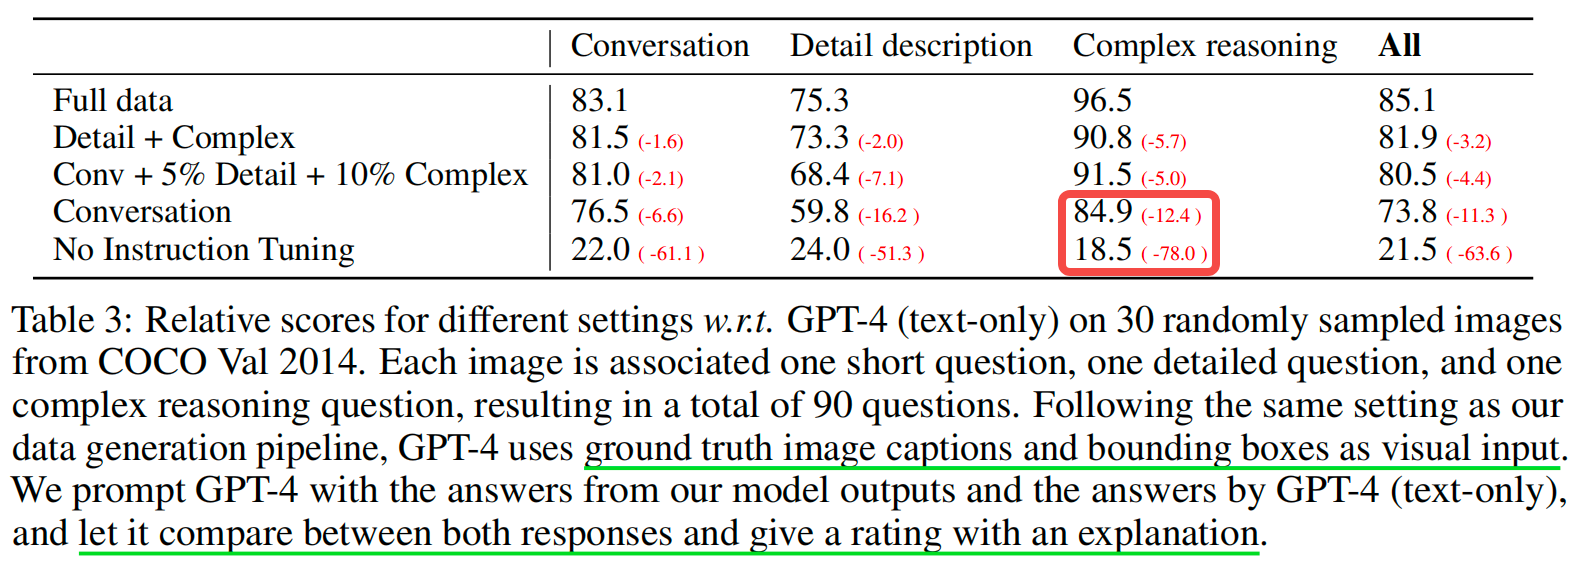 Conversation Detail description Complex reasoning All
Full data 83.1 75.3 96.5 85.1
Detail + Complex 81.5 (-1.6) 73.3 (-2.0) 90.8 (-5.7) 81.9 (-3.2)
Conv + 5% Detail + 10% Complex 81.0 (-2.1) 68.4 (-7.1) 91.5 (-5.0) 80.5 (-4.4)
Conversation 76.5 (-6.6) 59.8 (-16.2 ) 84.9 (-12.4 ) 73.8 (-11.3 )
No Instruction Tuning 22.0 ( -61.1 ) 24.0 ( -51.3 ) 18.5 ( -78.0 ) 21.5 ( -63.6 )
Table 3: Relative scores for different settings w.r.t. GPT-4 (text-only) on 30 randomly sampled images
from COCO Val 2014. Each image is associated one short question, one detailed question, and one
complex reasoning question, resulting in a total of 90 questions. Following the same setting as our
data generation pipeline, GPT-4 uses ground truth image captions and bounding boxes as visual input.
We prompt GPT-4 with the answers from our model outputs and the answers by GPT-4 (text-only),
and let it compare between both responses and give a rating with an explanation.